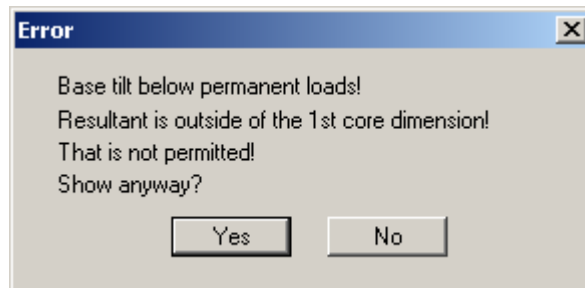 Error
Base tilt below permanent loads!
Resultant is outside of the 1st core dimension!
That is not permitted!
Show anyway?
Yes No